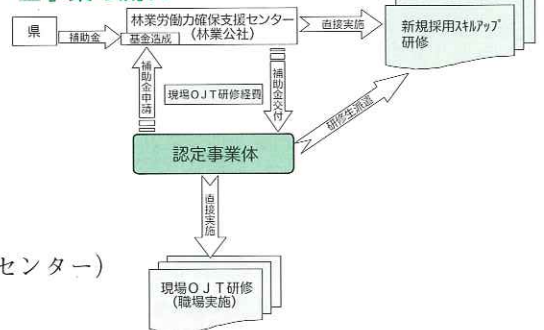 県
補助金
林業労働力確保支援センター
(林業公社)
基金造成
直接実施
新規採用スキルアップ
研修
補助金申請
現場OJT研修経費
補助金交付
研修生派遣
認定事業体
直接実施
センター)
現場OJT研修
(職場実施)